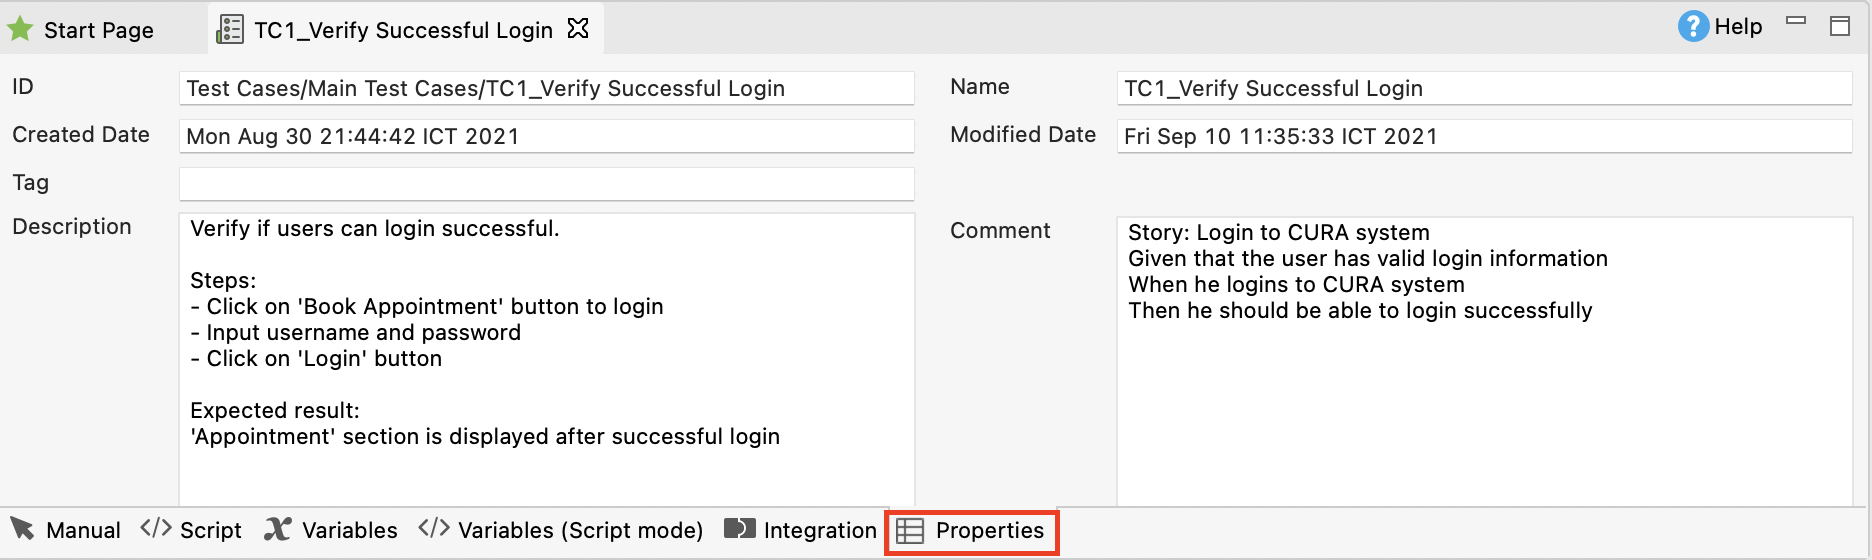 Start Page
TC1_Verify Successful Login
Help
ID
Test Cases/Main Test Cases/TC1_Verify Successful Login
Name
TC1_Verify Successful Login
Created Date
Mon Aug 30 21:44:42 ICT 2021
Modified Date
Fri Sep 10 11:35:33 ICT 2021
Tag
Description
Verify if users can login successful.
Steps:
- Click on 'Book Appointment' button to login
- Input username and password
- Click on 'Login' button
Expected result:
'Appointment' section is displayed after successful login
Comment
Story: Login to CURA system
Given that the user has valid login information
When he logins to CURA system
Then he should be able to login successfully
Manual
Script
Variables
Variables (Script mode)
Integration
Properties